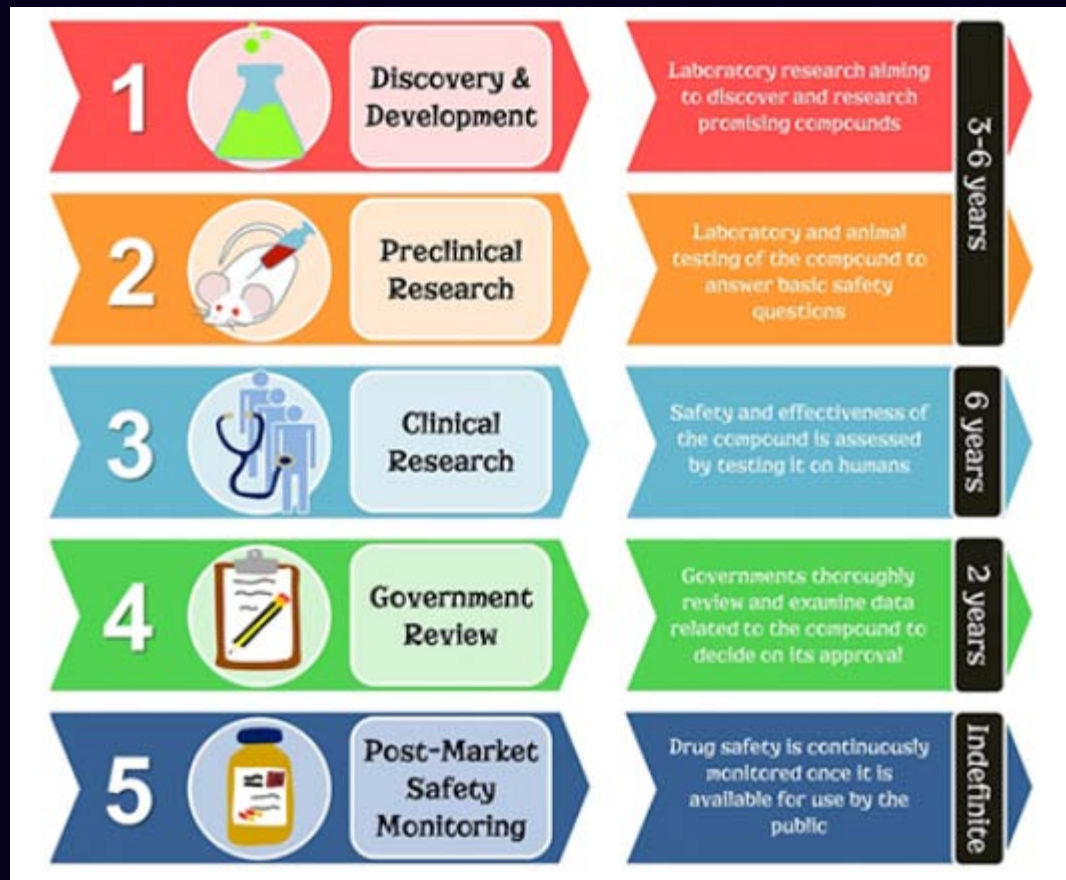 1
Discovery &
Development
Laboratory research aiming
to discover and research
promising compounds
3-6 years
2
Preclinical
Research
Laboratory and animal
testing of the compound to
answer basic safety
questions
3
Clinical
Research
Safety and effectiveness of
the compound is assessed
by testing it on humans
6 years
4
Government
Review
Governments thoroughly
review and examine data
related to the compound to
decide on its approval
2 years
5
Post-Market
Safety
Monitoring
Drug safety is continuously
monitored once it is
available for use by the
public
Indefinite